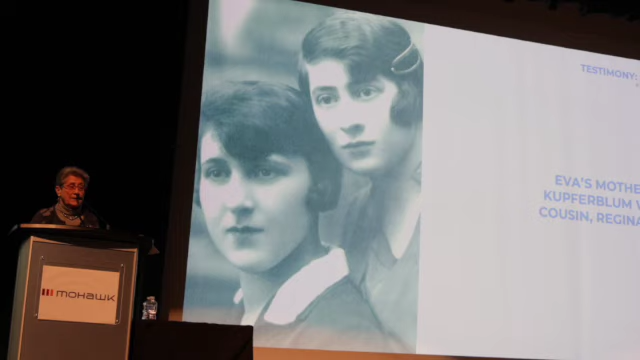 TESTIMONY:
EVA'S MOTHE
KUPFERBLUM
COUSIN, REGINA
mohawk